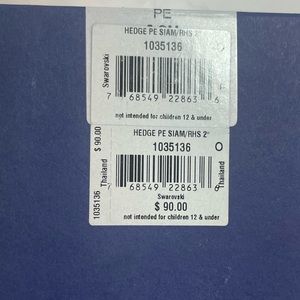 PE
HEDGE PE SIAM/RHS 2"
1035136
Swarovski
7 68549 22863
not intended for children 12 & under
HEDGE PE SIAM/RHS 2"
1035136
O
1035136 Thailand $ 90.00
7 68549 22863 8
Thailand
Swarovski
$ 90.00
not intended for children 12 & under